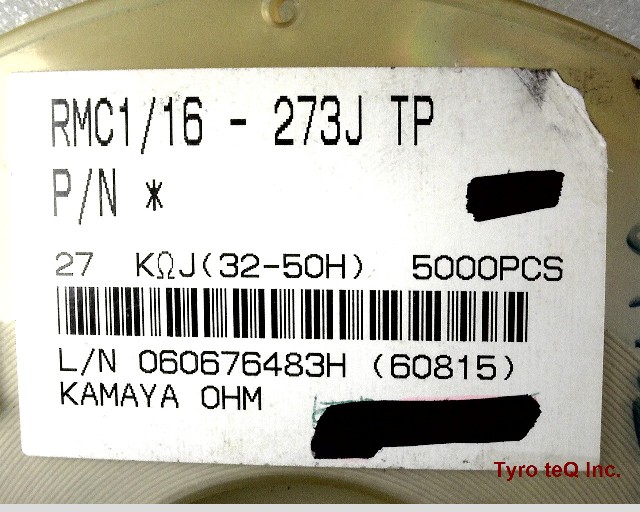 RMC1/16 - 273J TP
P/N *
27 KΩJ(32-50H) 5000PCS
L/N 060676483H (60815)
KAMAYA OHM
Tyro teQ Inc.